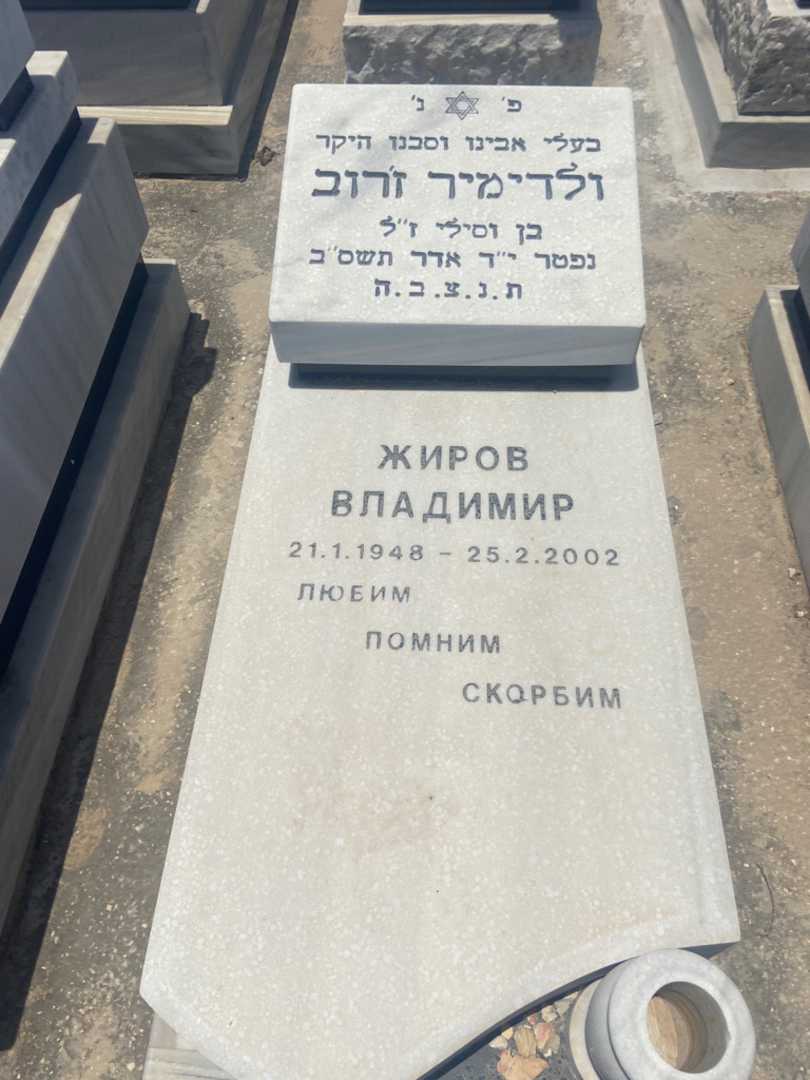 פ' נ'
בעלי אבינו וסבנו היקר
ולדימיר ז'רוב
בן וסילי ז"ל
נפטר י"ד אדר תשס"ב
ת.נ.צ.ב.ה
ЖИРОВ
ВЛАДИМИР
21.1.1948 - 25.2.2002
ЛЮБИМ
ПОМНИМ
СКОРБИМ